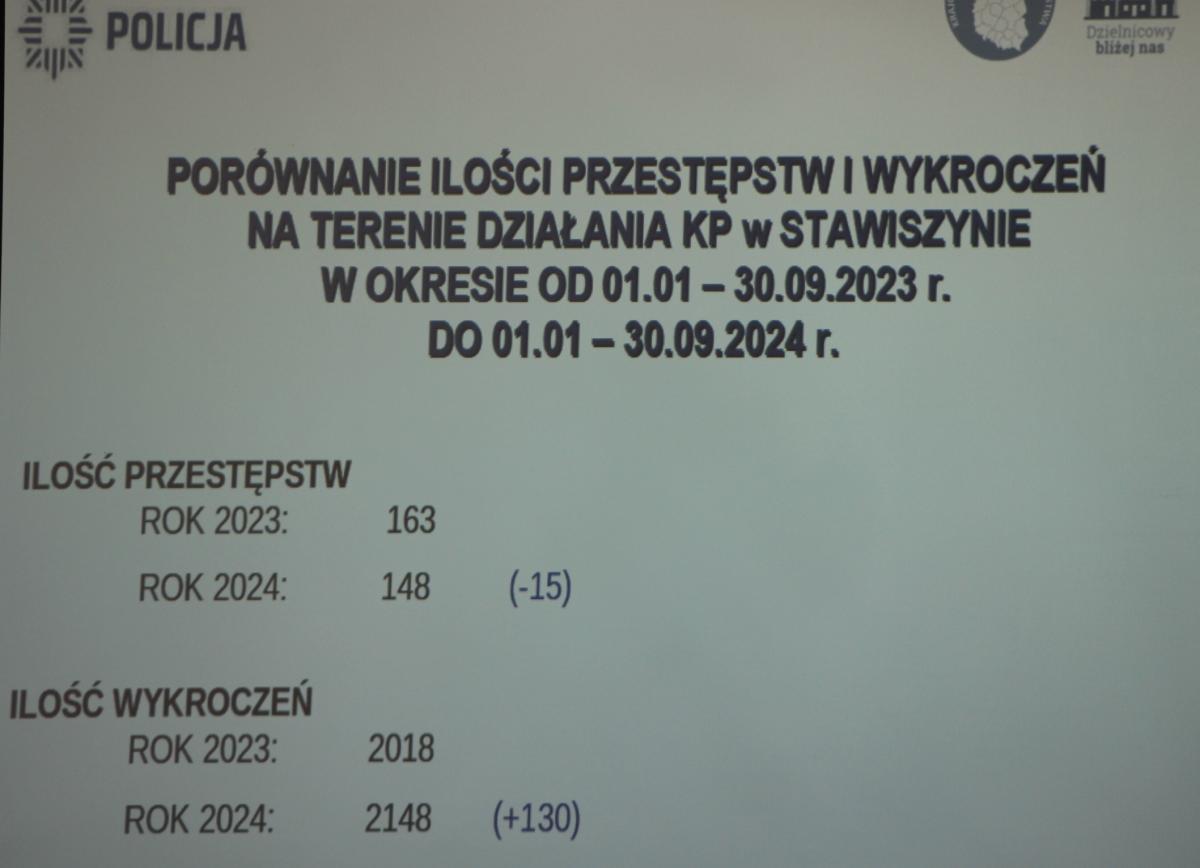 POLICJA
Dzielnicowy
bliżej nas
PORÓWNANIE ILOŚCI PRZESTĘPSTW I WYKROCZEŃ
NA TERENIE DZIAŁANIA KP w STAWISZYNIE
W OKRESIE OD 01.01 – 30.09.2023 r.
DO 01.01 – 30.09.2024 r.
ILOŚĆ PRZESTĘPSTW
ROK 2023: 163
ROK 2024: 148 (-15)
ILOŚĆ WYKROCZEŃ
ROK 2023: 2018
ROK 2024: 2148 (+130)